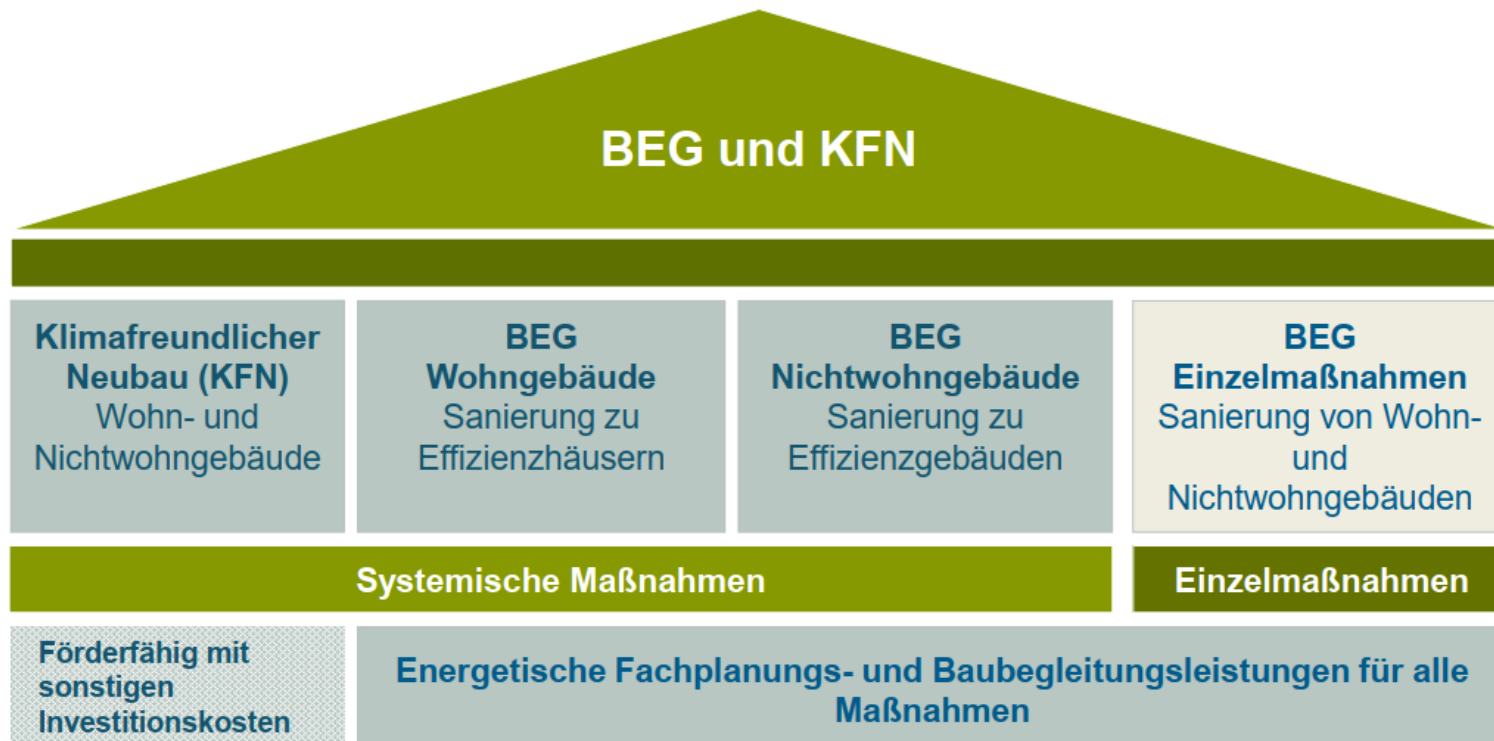 BEG und KFN
Klimafreundlicher
Neubau (KFN)
Wohn- und
Nichtwohngebäude
BEG
Wohngebäude
Sanierung zu
Effizienzhäusern
BEG
Nichtwohngebäude
Sanierung zu
Effizienzgebäuden
BEG
Einzelmaßnahmen
Sanierung von Wohn-
und
Nichtwohngebäuden
Systemische Maßnahmen
Einzelmaßnahmen
Förderfähig mit
sonstigen
Investitionskosten
Energetische Fachplanungs- und Baubegleitungsleistungen für alle
Maßnahmen